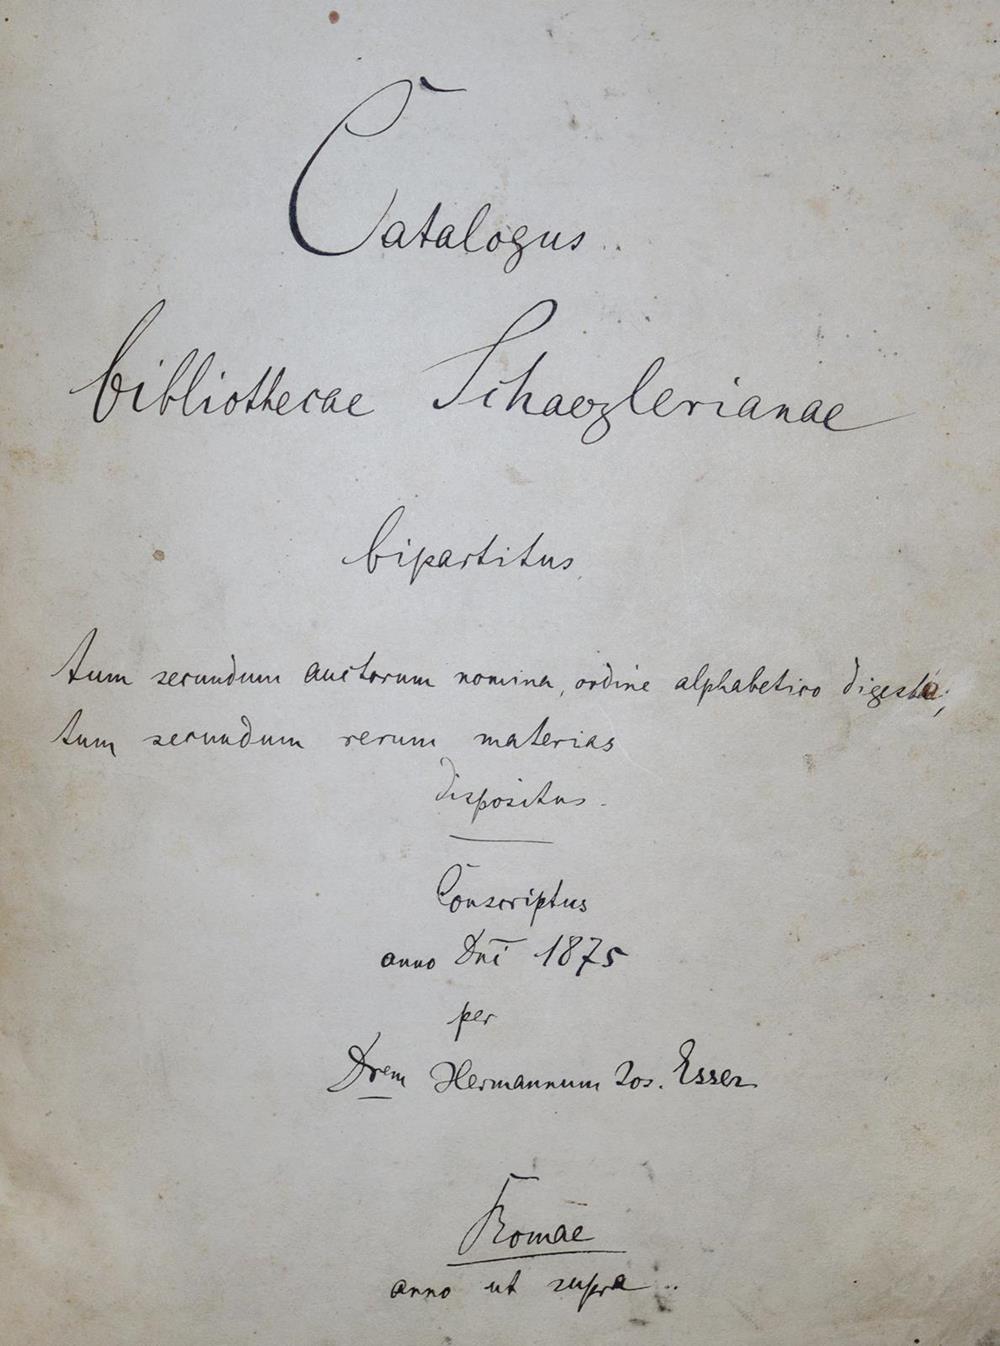 Catalogus
bibliothecae Schaezlerianae
bipartitus
tum secundum auctorum nomina, ordine alphabetico digesta,
tum secundum rerum materias
dispositus.
Conscriptus
anno Dnī 1875
per
Drem Hermannum Jos. Esser
Romae
anno ut supra.